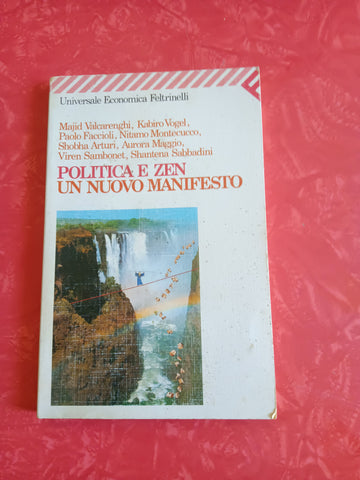 Universale Economica Feltrinelli
Majid Valcarenghi, Kabiro Vogel,
Paolo Faccioli, Nitamo Montecucco,
Shobha Arturi, Aurora Maggio,
Viren Sambonet, Shantena Sabbadini
POLITICA E ZEN
UN NUOVO MANIFESTO